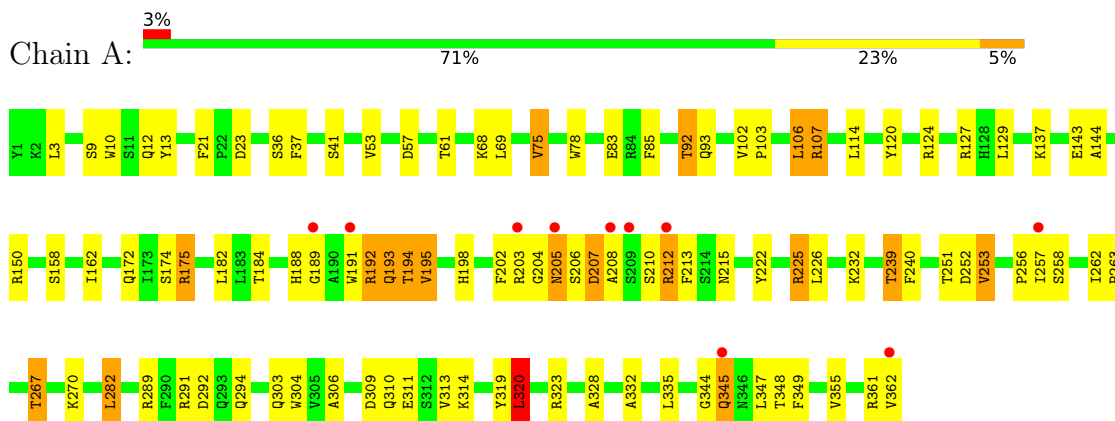 3%
Chain A:
71% 23% 5%
Y1 K2 L3 S9 W10 S11 Q12 Y13 F21 P22 D23 S36 F37 S41 V53 D57 T61 K68 L69 V75 W78 E83 R84 F85 T92 Q93 V102 P103 L106 R107 L114 Y120 R124 R127 H128 L129 K137 E143 A144
R150 S158 I162 Q172 I173 S174 R175 L182 L183 T184 H188 G189 A190 W191 R192 Q193 T194 V195 H198 F202 R203 G204 N205 S206 D207 A208 S209 S210 R212 F213 S214 N215 Y222 R225 L226 K232 T239 F240 T251 D252 V253 P256 I257 S258 I262
T267 K270 L282 R289 F290 R291 D292 Q293 Q294 Q303 W304 V305 A306 D309 Q310 E311 S312 V313 K314 Y319 L320 R323 A328 A332 L335 G344 Q345 N346 L347 T348 F349 V355 R361 V362